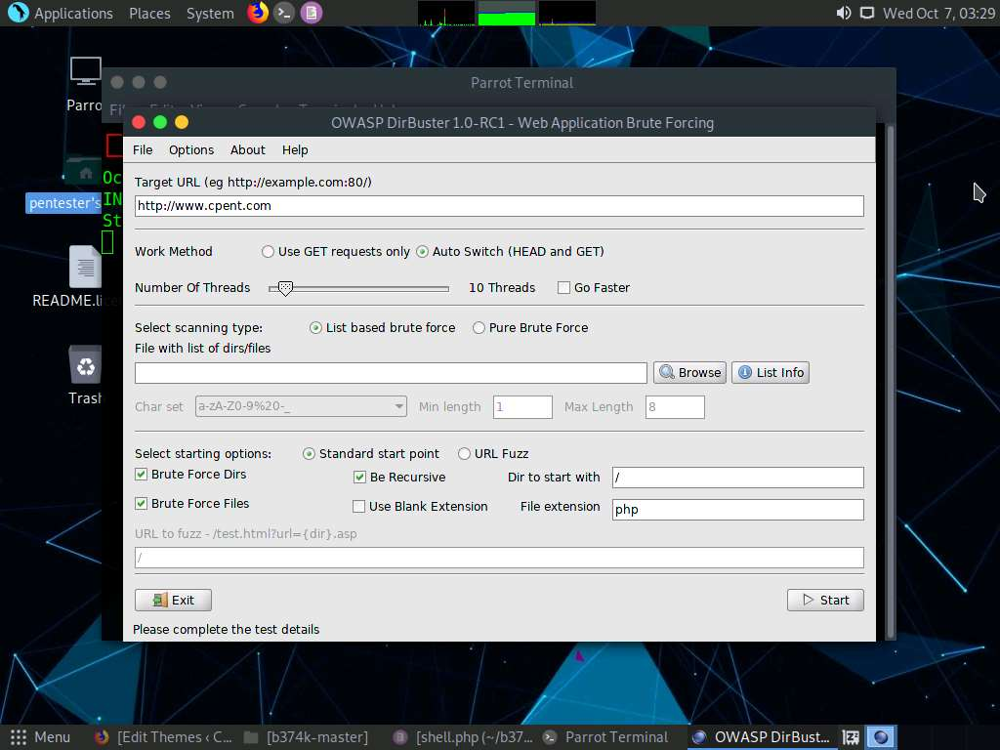 Applications Places System Wed Oct 7, 03:29
Parrot Terminal
OWASP DirBuster 1.0-RC1 - Web Application Brute Forcing
File Options About Help
Target URL (eg http://example.com:80/)
http://www.cpent.com
Work Method Use GET requests only Auto Switch (HEAD and GET)
Number Of Threads 10 Threads Go Faster
Select scanning type: List based brute force Pure Brute Force
File with list of dirs/files
Browse List Info
Char set a-zA-Z0-9%20-_ Min length 1 Max Length 8
Select starting options: Standard start point URL Fuzz
Brute Force Dirs Be Recursive Dir to start with /
Brute Force Files Use Blank Extension File extension php
URL to fuzz - /test.html?url={dir}.asp
/
Exit Start
Please complete the test details
Parro
pentester's
README.li
Trash
Oc
IN
St
Menu [Edit Themes ‹ C... [b374k-master] [shell.php (~/b37... Parrot Terminal OWASP DirBust...